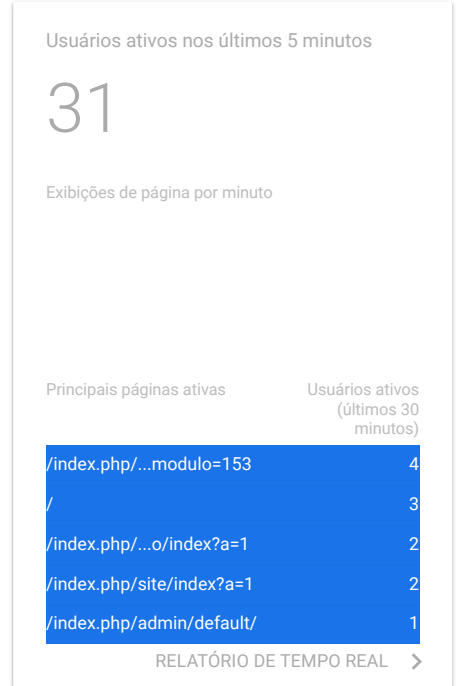 Usuários ativos nos últimos 5 minutos
31
Exibições de página por minuto
Principais páginas ativas
Usuários ativos
(últimos 30
minutos)
/index.php/...modulo=153 4
/ 3
/index.php/...o/index?a=1 2
/index.php/site/index?a=1 2
/index.php/admin/default/ 1
RELATÓRIO DE TEMPO REAL